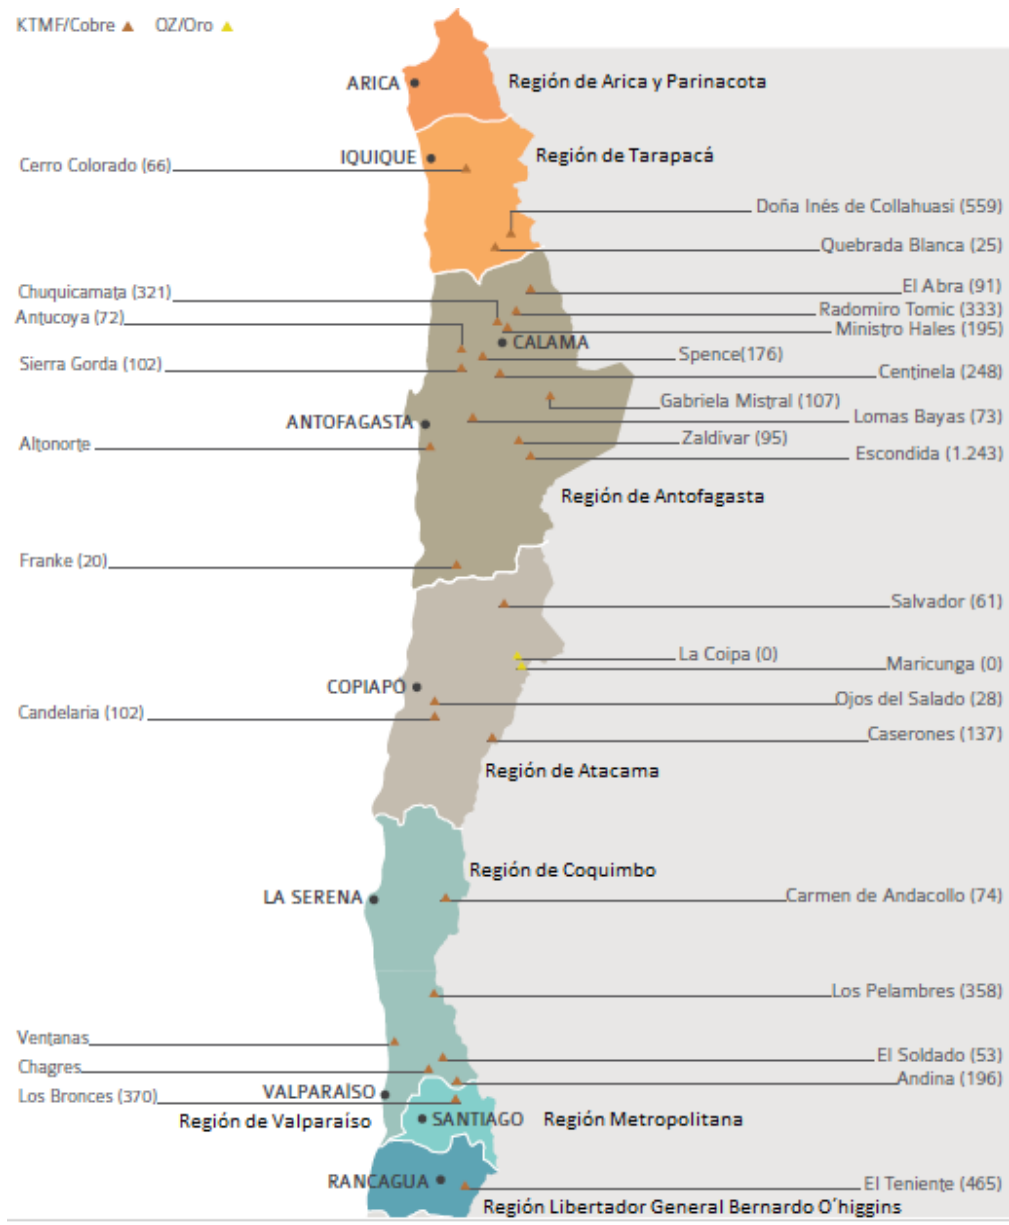 KTMF/Cobre OZ/Oro
ARICA
Región de Arica y Parinacota
IQUIQUE
Región de Tarapacá
Cerro Colorado (66)
Doña Inés de Collahuasi (559)
Quebrada Blanca (25)
El Abra (91)
Chuquicamata (321)
Radomiro Tomic (333)
Antucoya (72)
Ministro Hales (195)
CALAMA
Spence(176)
Sierra Gorda (102)
Centinela (248)
Gabriela Mistral (107)
Lomas Bayas (73)
ANTOFAGASTA
Zaldivar (95)
Altonorte
Escondida (1.243)
Región de Antofagasta
Franke (20)
Salvador (61)
La Coipa (0)
Maricunga (0)
COPIAPÓ
Ojos del Salado (28)
Candelaria (102)
Caserones (137)
Región de Atacama
Región de Coquimbo
LA SERENA
Carmen de Andacollo (74)
Los Pelambres (358)
Ventanas
El Soldado (53)
Chagres
Andina (196)
Los Bronces (370)
VALPARAÍSO
Región de Valparaíso
SANTIAGO
Región Metropolitana
RANCAGUA
El Teniente (465)
Región Libertador General Bernardo O´higgins